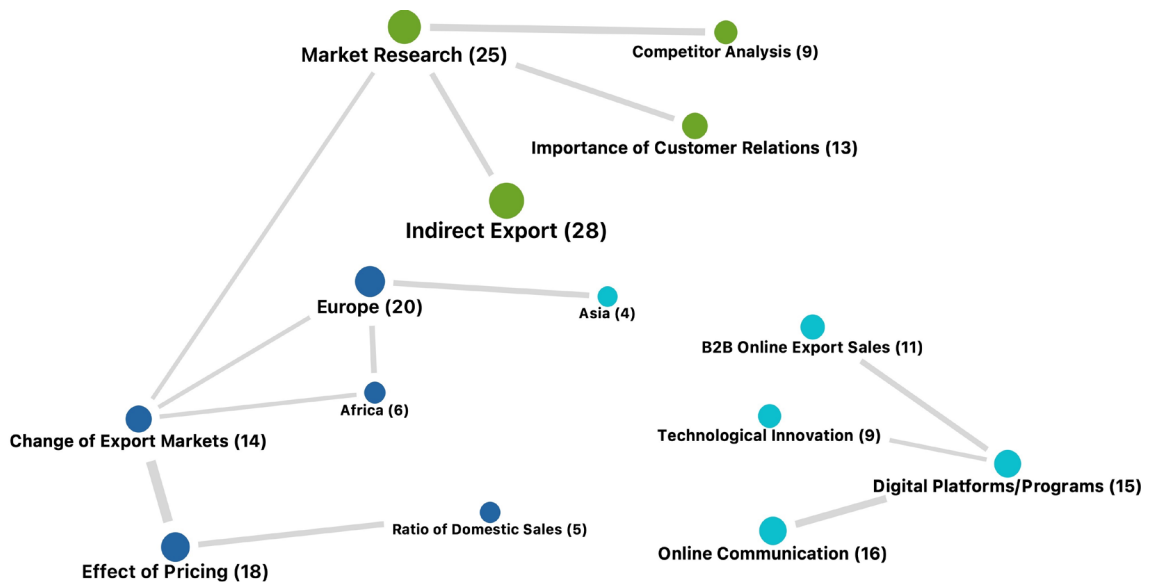 Market Research (25)
Competitor Analysis (9)
Importance of Customer Relations (13)
Indirect Export (28)
Europe (20)
Asia (4)
B2B Online Export Sales (11)
Africa (6)
Change of Export Markets (14)
Technological Innovation (9)
Digital Platforms/Programs (15)
Ratio of Domestic Sales (5)
Online Communication (16)
Effect of Pricing (18)